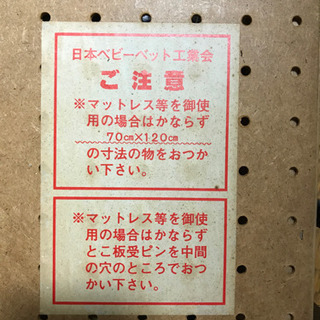 日本ベビーベット工業会
ご注意
※マットレス等を御使
用の場合はかならず
70cm×120cm
の寸法の物をおつか
い下さい。
※マットレス等を御使
用の場合はかならず
とこ板受ビンを中間
の穴のところでおつ
かい下さい。